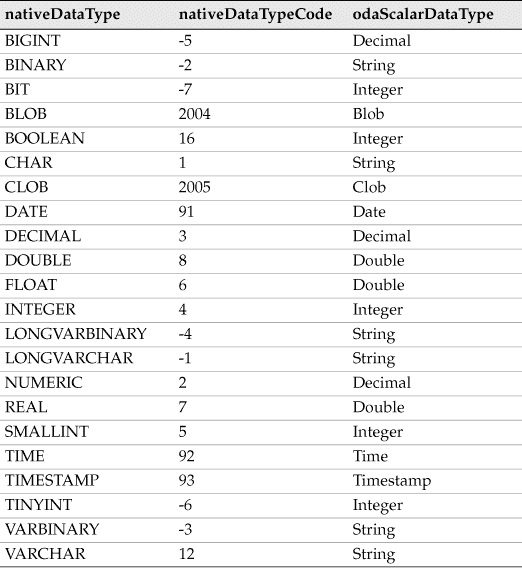 nativeDataType nativeDataTypeCode odaScalarDataType
BIGINT -5 Decimal
BINARY -2 String
BIT -7 Integer
BLOB 2004 Blob
BOOLEAN 16 Integer
CHAR 1 String
CLOB 2005 Clob
DATE 91 Date
DECIMAL 3 Decimal
DOUBLE 8 Double
FLOAT 6 Double
INTEGER 4 Integer
LONGVARBINARY -4 String
LONGVARCHAR -1 String
NUMERIC 2 Decimal
REAL 7 Double
SMALLINT 5 Integer
TIME 92 Time
TIMESTAMP 93 Timestamp
TINYINT -6 Integer
VARBINARY -3 String
VARCHAR 12 String